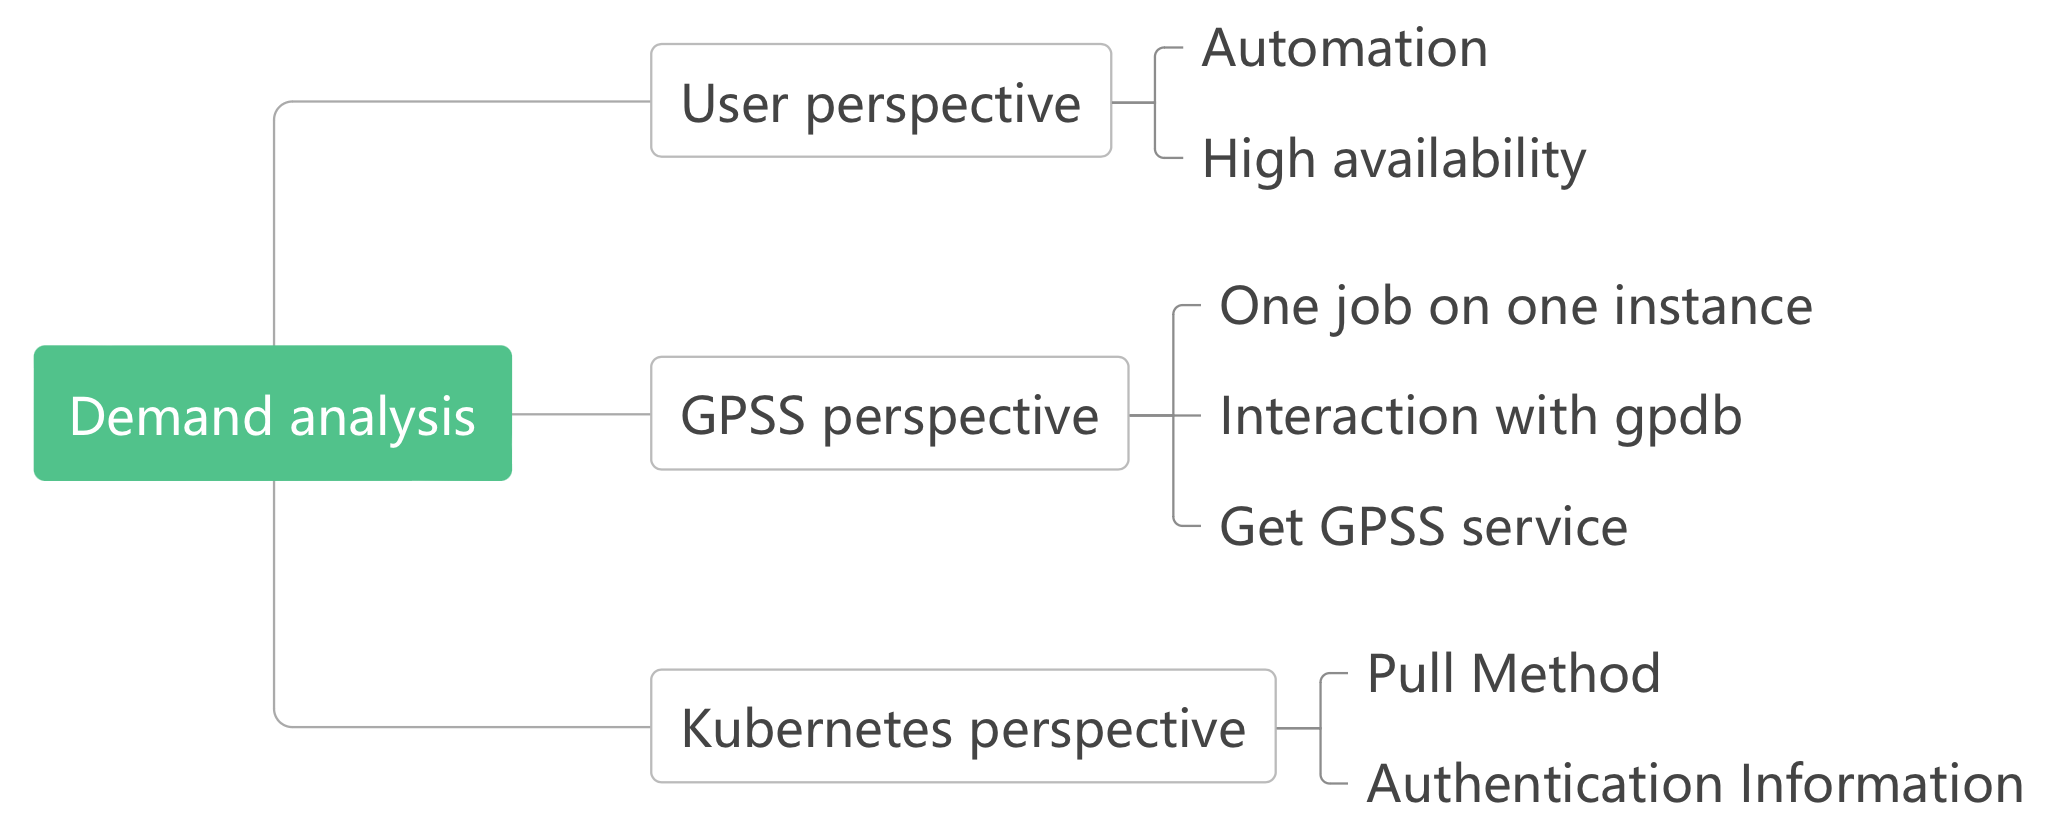 Demand analysis
User perspective
Automation
High availability
GPSS perspective
One job on one instance
Interaction with gpdb
Get GPSS service
Kubernetes perspective
Pull Method
Authentication Information